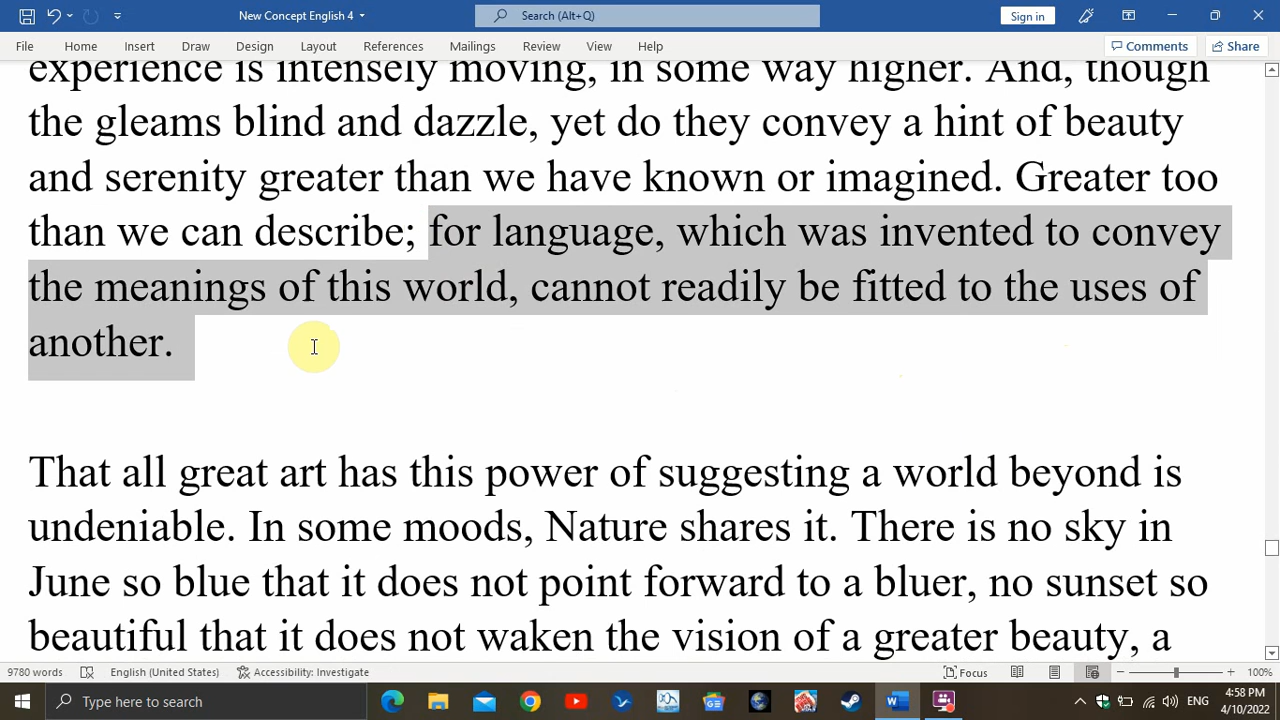 New Concept English 4
Search (Alt+Q)
Sign in
File Home Insert Draw Design Layout References Mailings Review View Help Comments Share
experience is intensely moving, in some way higher. And, though
the gleams blind and dazzle, yet do they convey a hint of beauty
and serenity greater than we have known or imagined. Greater too
than we can describe; for language, which was invented to convey
the meanings of this world, cannot readily be fitted to the uses of
another.
That all great art has this power of suggesting a world beyond is
undeniable. In some moods, Nature shares it. There is no sky in
June so blue that it does not point forward to a bluer, no sunset so
beautiful that it does not waken the vision of a greater beauty, a
9780 words English (United States) Accessibility: Investigate Focus 100%
Type here to search GE ENG 4:58 PM
4/10/2022